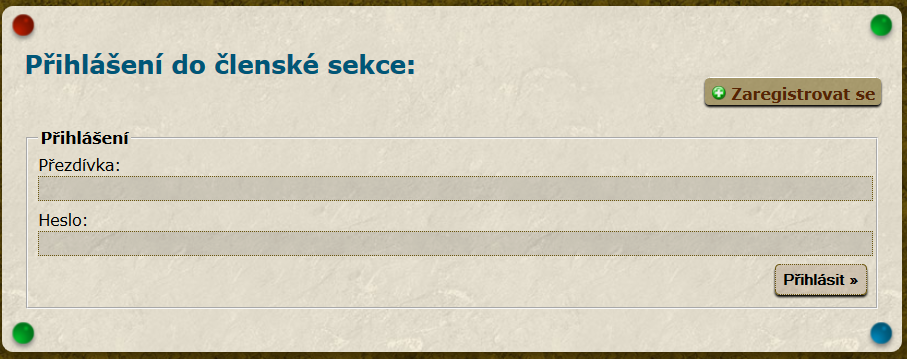 Přihlášení do členské sekce:
Zaregistrovat se
Přihlášení
Přezdívka:
Heslo:
Přihlásit »